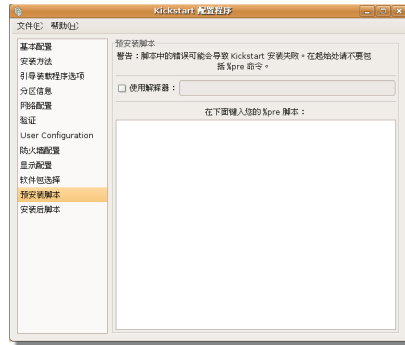 Kickstart 配置程序
文件(F) 帮助(H)
基本配置
安装方法
引导装载程序选项
分区信息
网络配置
验证
User Configuration
防火墙配置
显示配置
软件包选择
预安装脚本
安装后脚本
预安装脚本
警告：脚本中的错误可能会导致 Kickstart 安装失败。在起始处请不要包
括 %pre 命令。
使用解释器：
在下面键入您的 %pre 脚本：